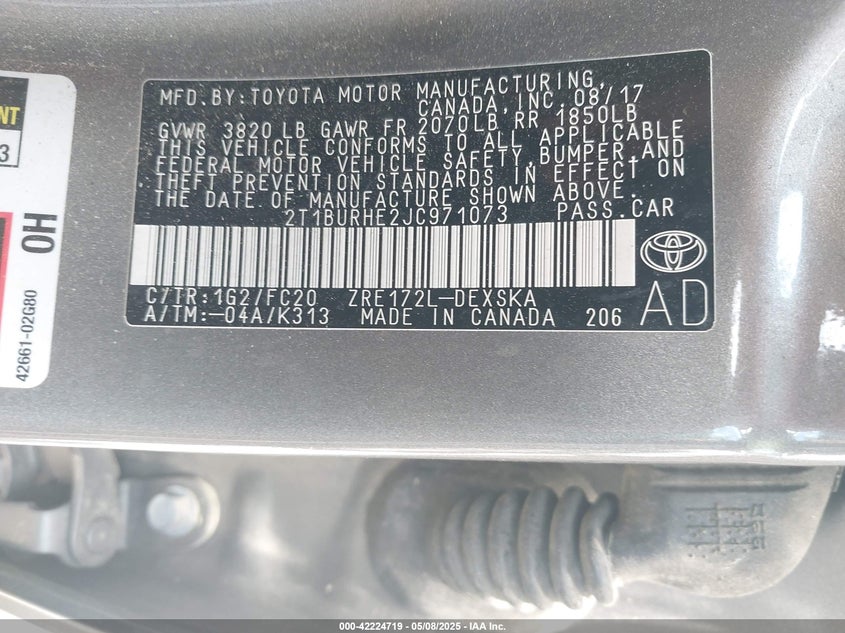 MFD.BY:TOYOTA MOTOR MANUFACTURING,
CANADA,INC. 08/17
GVWR 3820LB GAWR FR 2070LB,RR 1850LB
THIS VEHICLE CONFORMS TO ALL APPLICABLE
FEDERAL MOTOR VEHICLE SAFETY,BUMPER,AND
THEFT PREVENTION STANDARDS IN EFFECT ON
THE DATE OF MANUFACTURE SHOWN ABOVE.
2T1BURHE2JC971073 PASS.CAR
C/TR:1G2/FC20 ZRE172L-DEXSKA
A/TM:-04A/K313 MADE IN CANADA 206
AD
3
OH
42661-02G80
000-42224719 - 05/08/2025 - IAA Inc.